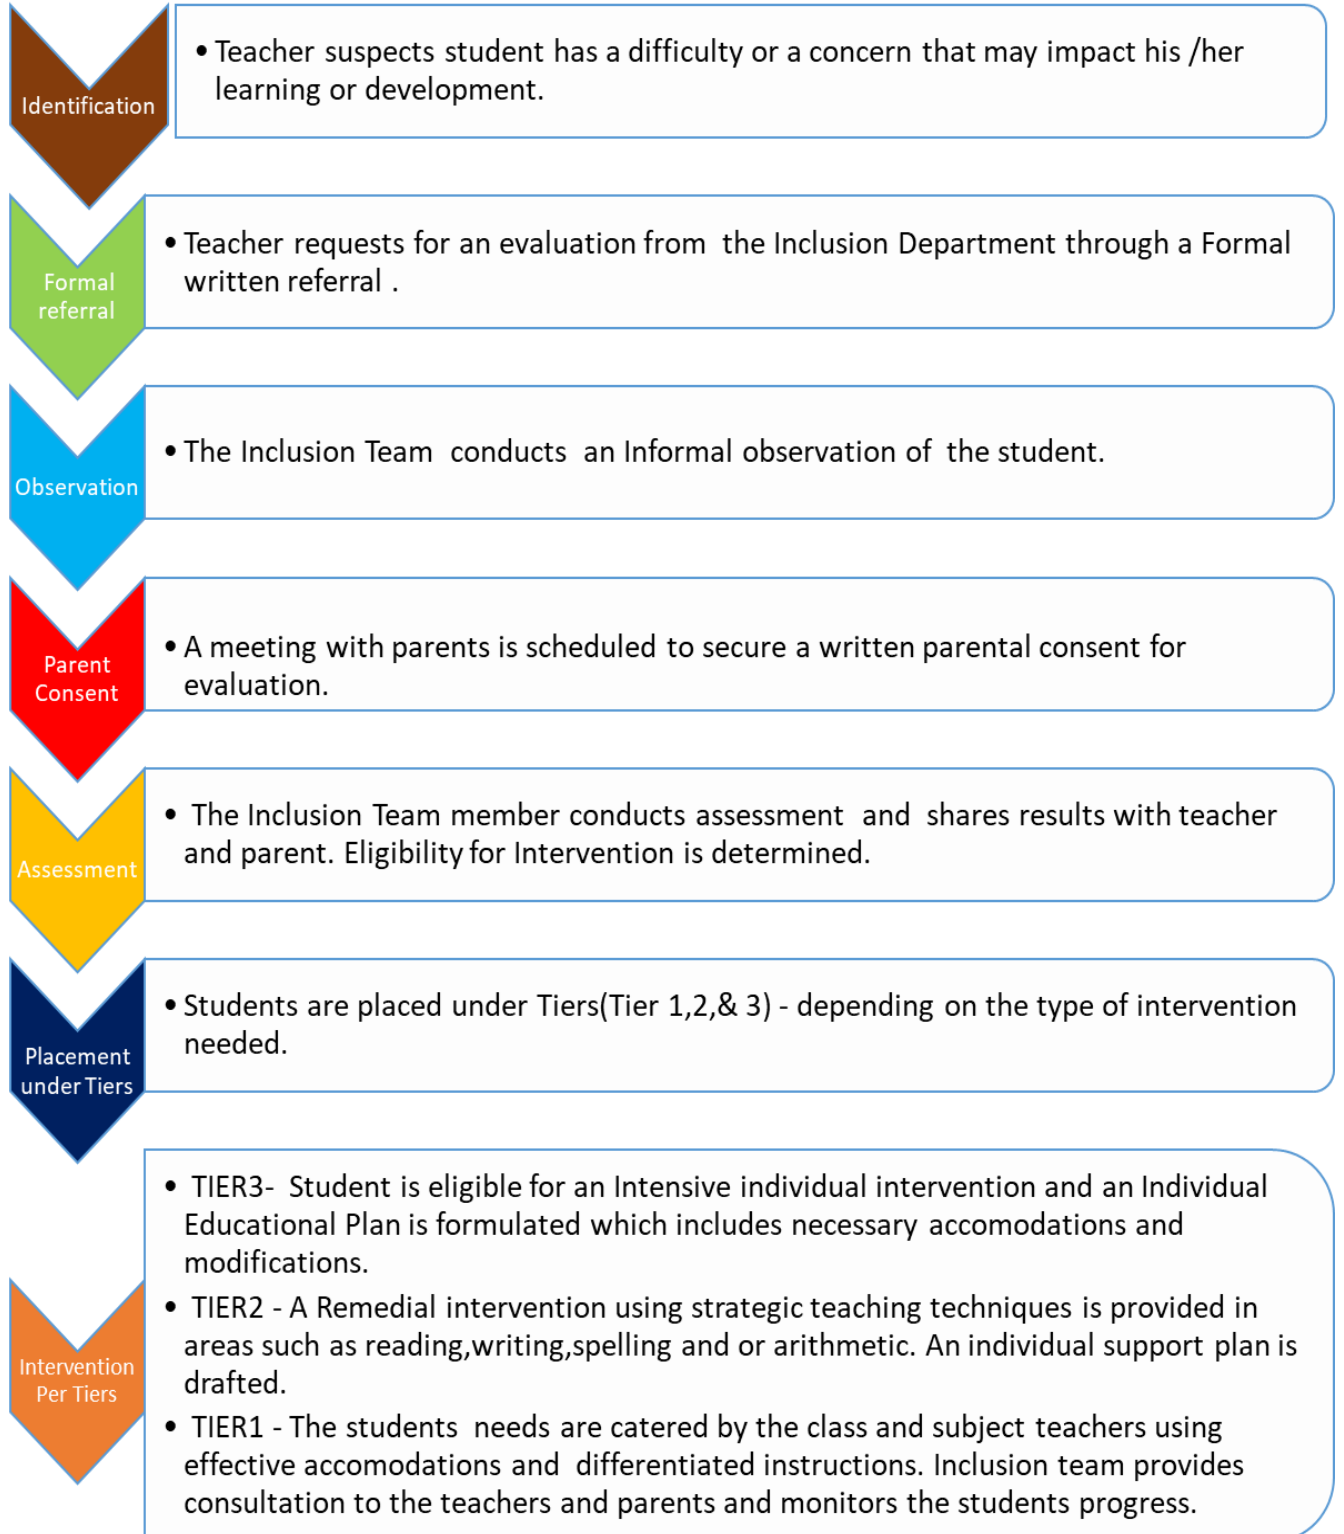 Identification
• Teacher suspects student has a difficulty or a concern that may impact his /her
learning or development.
Formal
referral
• Teacher requests for an evaluation from the Inclusion Department through a Formal
written referral .
Observation
• The Inclusion Team conducts an Informal observation of the student.
Parent
Consent
• A meeting with parents is scheduled to secure a written parental consent for
evaluation.
Assessment
• The Inclusion Team member conducts assessment and shares results with teacher
and parent. Eligibility for Intervention is determined.
Placement
under Tiers
• Students are placed under Tiers(Tier 1,2,& 3) - depending on the type of intervention
needed.
Intervention
Per Tiers
• TIER3- Student is eligible for an Intensive individual intervention and an Individual
Educational Plan is formulated which includes necessary accomodations and
modifications.
• TIER2 - A Remedial intervention using strategic teaching techniques is provided in
areas such as reading,writing,spelling and or arithmetic. An individual support plan is
drafted.
• TIER1 - The students needs are catered by the class and subject teachers using
effective accomodations and differentiated instructions. Inclusion team provides
consultation to the teachers and parents and monitors the students progress.